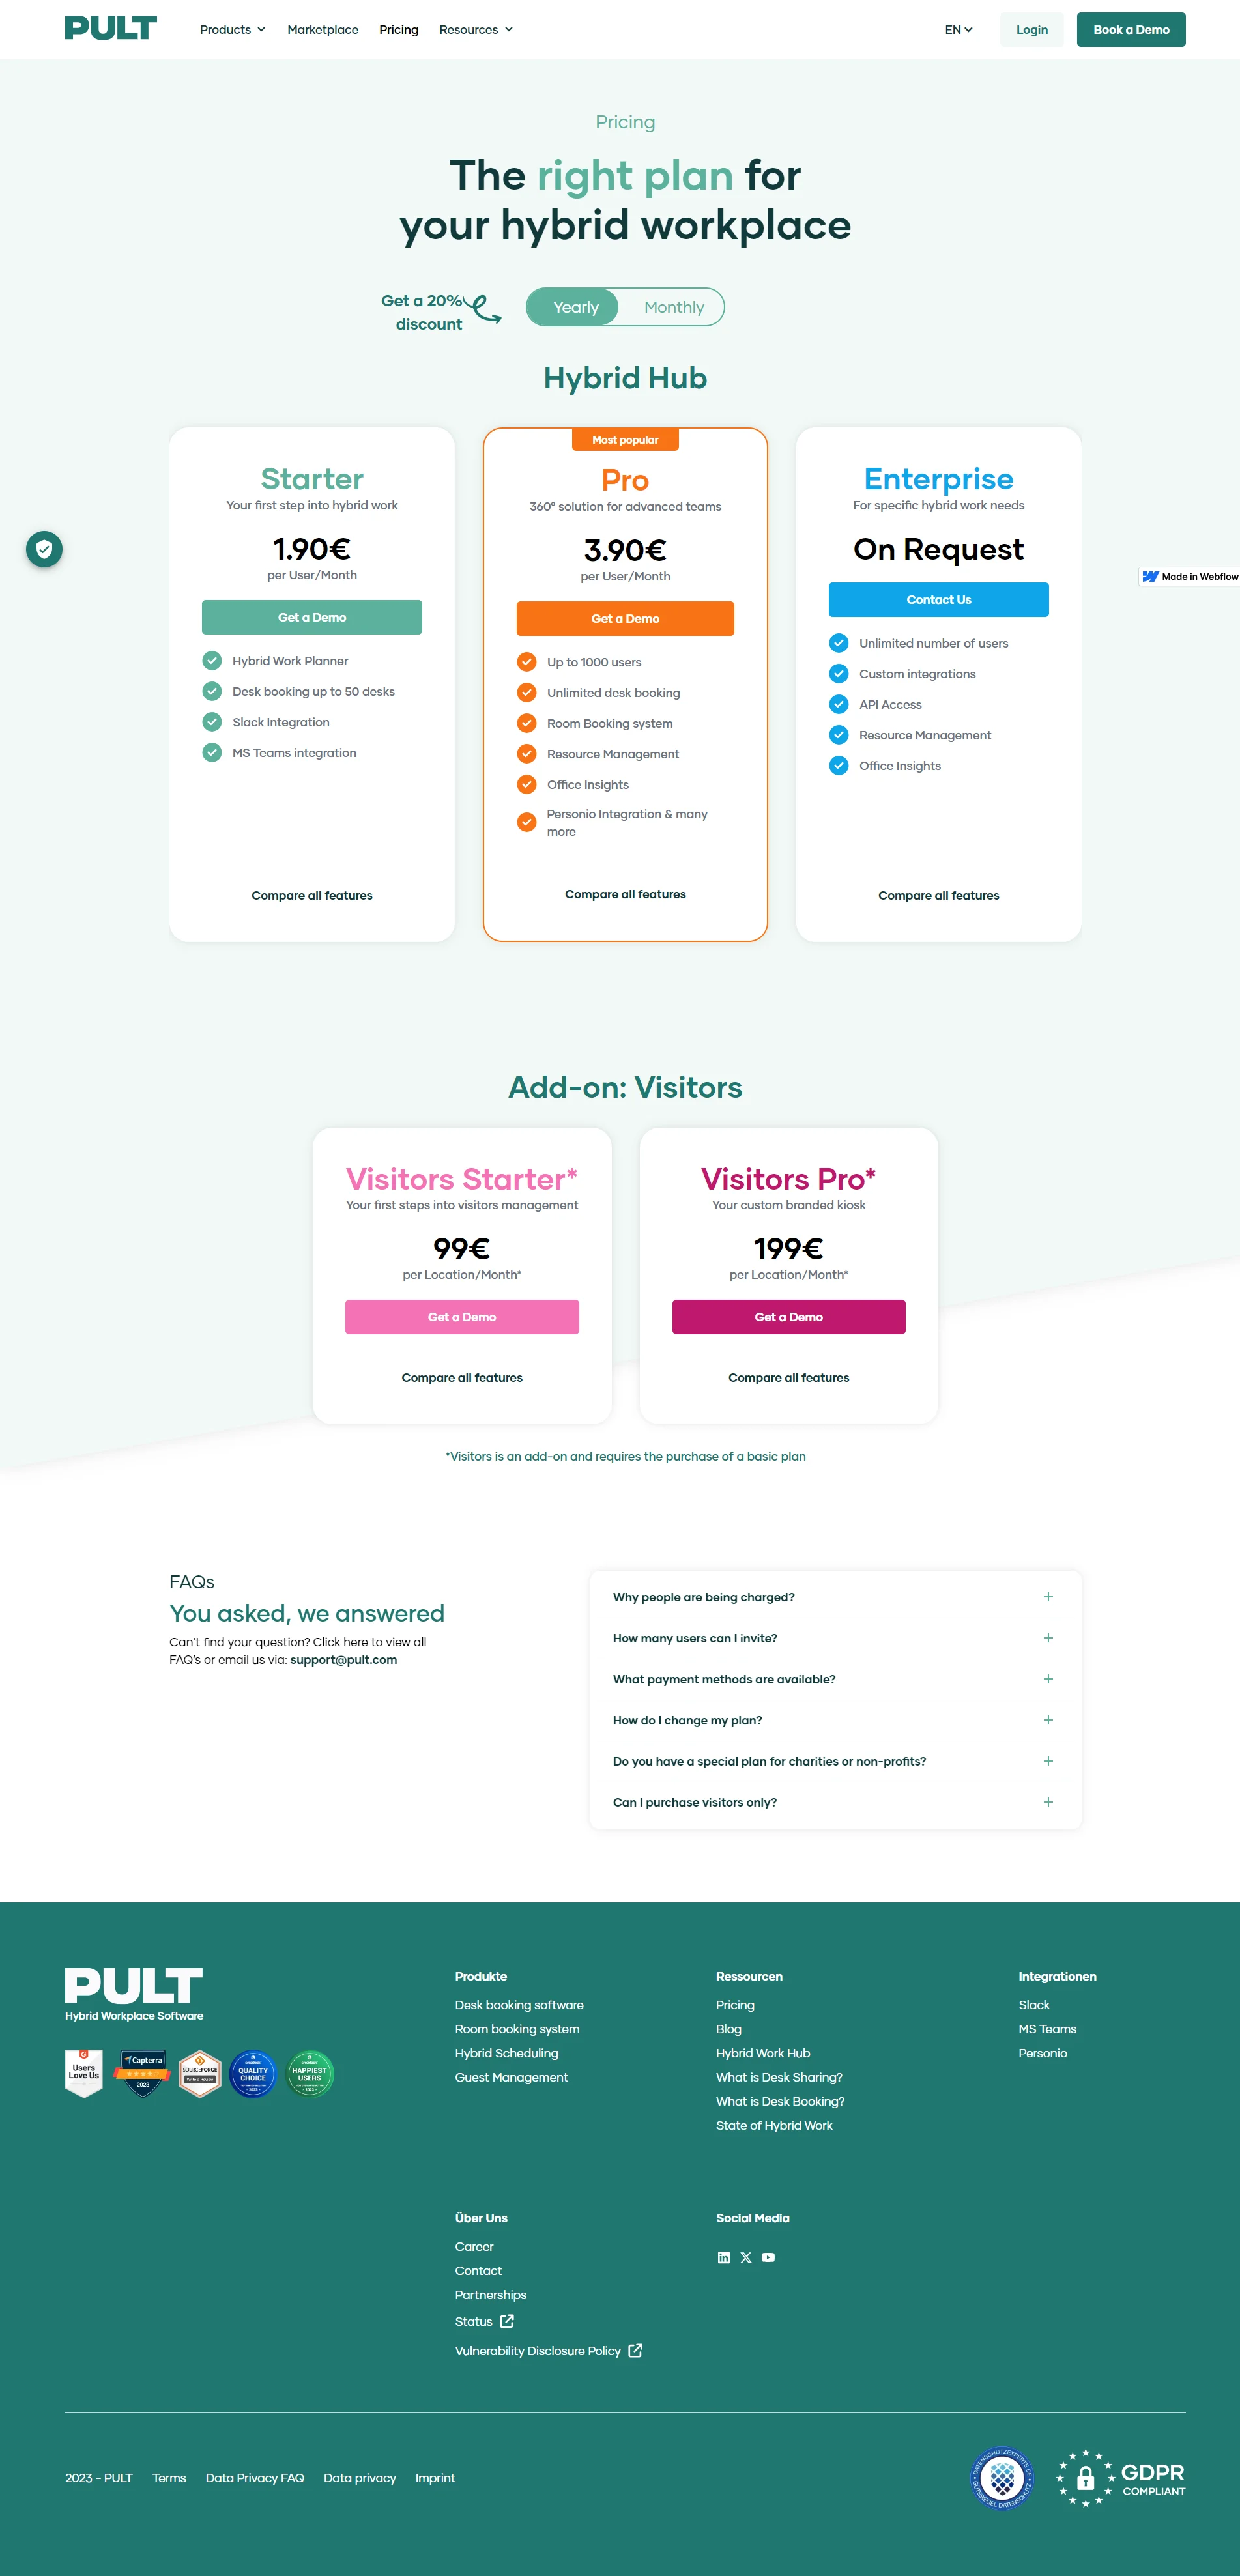 PULT
Products
Marketplace
Pricing
Resources
EN
Login
Book a Demo
Pricing
The right plan for
your hybrid workplace
Get a 20%
discount
Yearly
Monthly
Hybrid Hub
Starter
Your first step into hybrid work
1.90€
per User/Month
Get a Demo
Hybrid Work Planner
Desk booking up to 50 desks
Slack Integration
MS Teams integration
Compare all features
Most popular
Pro
360° solution for advanced teams
3.90€
per User/Month
Get a Demo
Up to 1000 users
Unlimited desk booking
Room Booking system
Resource Management
Office Insights
Personio Integration & many
more
Compare all features
Enterprise
For specific hybrid work needs
On Request
Contact Us
Unlimited number of users
Custom integrations
API Access
Resource Management
Office Insights
Compare all features
Made in Webflow
Add-on: Visitors
Visitors Starter*
Your first steps into visitors management
99€
per Location/Month*
Get a Demo
Compare all features
Visitors Pro*
Your custom branded kiosk
199€
per Location/Month*
Get a Demo
Compare all features
*Visitors is an add-on and requires the purchase of a basic plan
FAQs
You asked, we answered
Can't find your question? Click here to view all
FAQ's or email us via: support@pult.com
Why people are being charged?
How many users can I invite?
What payment methods are available?
How do I change my plan?
Do you have a special plan for charities or non-profits?
Can I purchase visitors only?
PULT
Hybrid Workplace Software
Users
Love Us
Capterra
2023
SOURCEFORGE
QUALITY
CHOICE
HAPPIEST
USERS
Produkte
Desk booking software
Room booking system
Hybrid Scheduling
Guest Management
Ressourcen
Pricing
Blog
Hybrid Work Hub
What is Desk Sharing?
What is Desk Booking?
State of Hybrid Work
Integrationen
Slack
MS Teams
Personio
Über Uns
Career
Contact
Partnerships
Status
Vulnerability Disclosure Policy
Social Media
2023 - PULT
Terms
Data Privacy FAQ
Data privacy
Imprint
DATENSCHUTZEXPERTE.DE
GÜTESIEGEL DATENSCHUTZ
GDPR
COMPLIANT